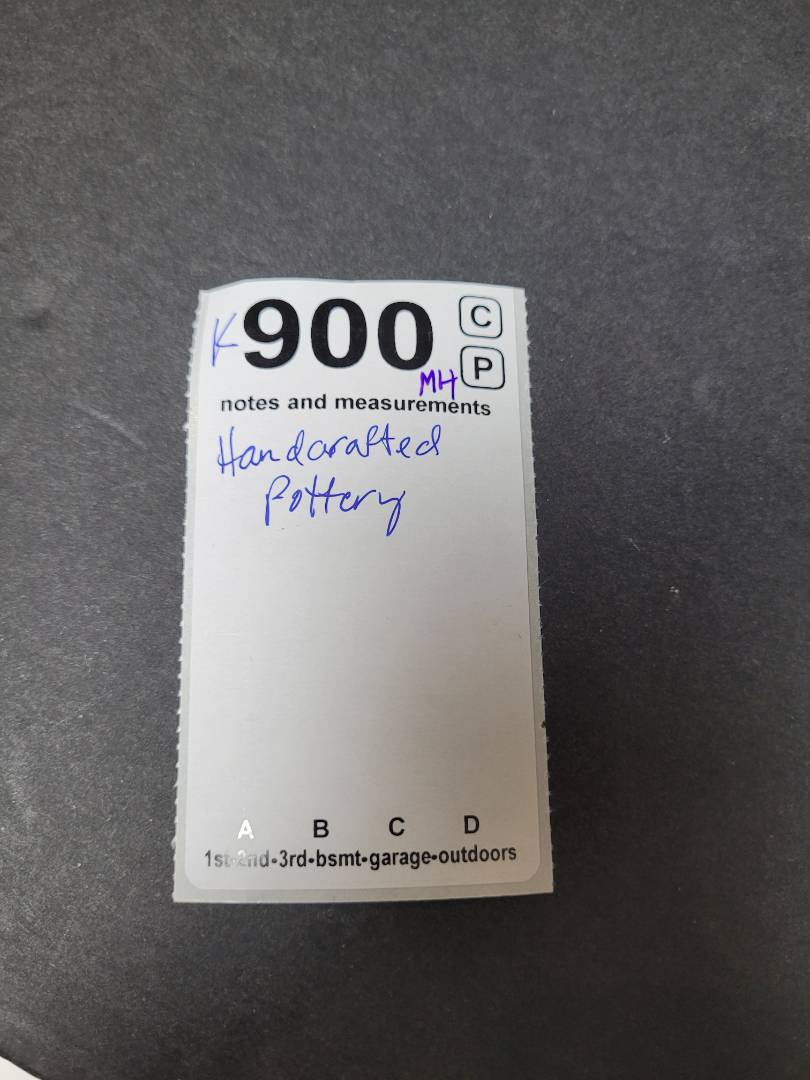 K900 C
P
MH
notes and measurements
Handcrafted
Pottery
A B C D
1st•2nd•3rd•bsmt•garage•outdoors